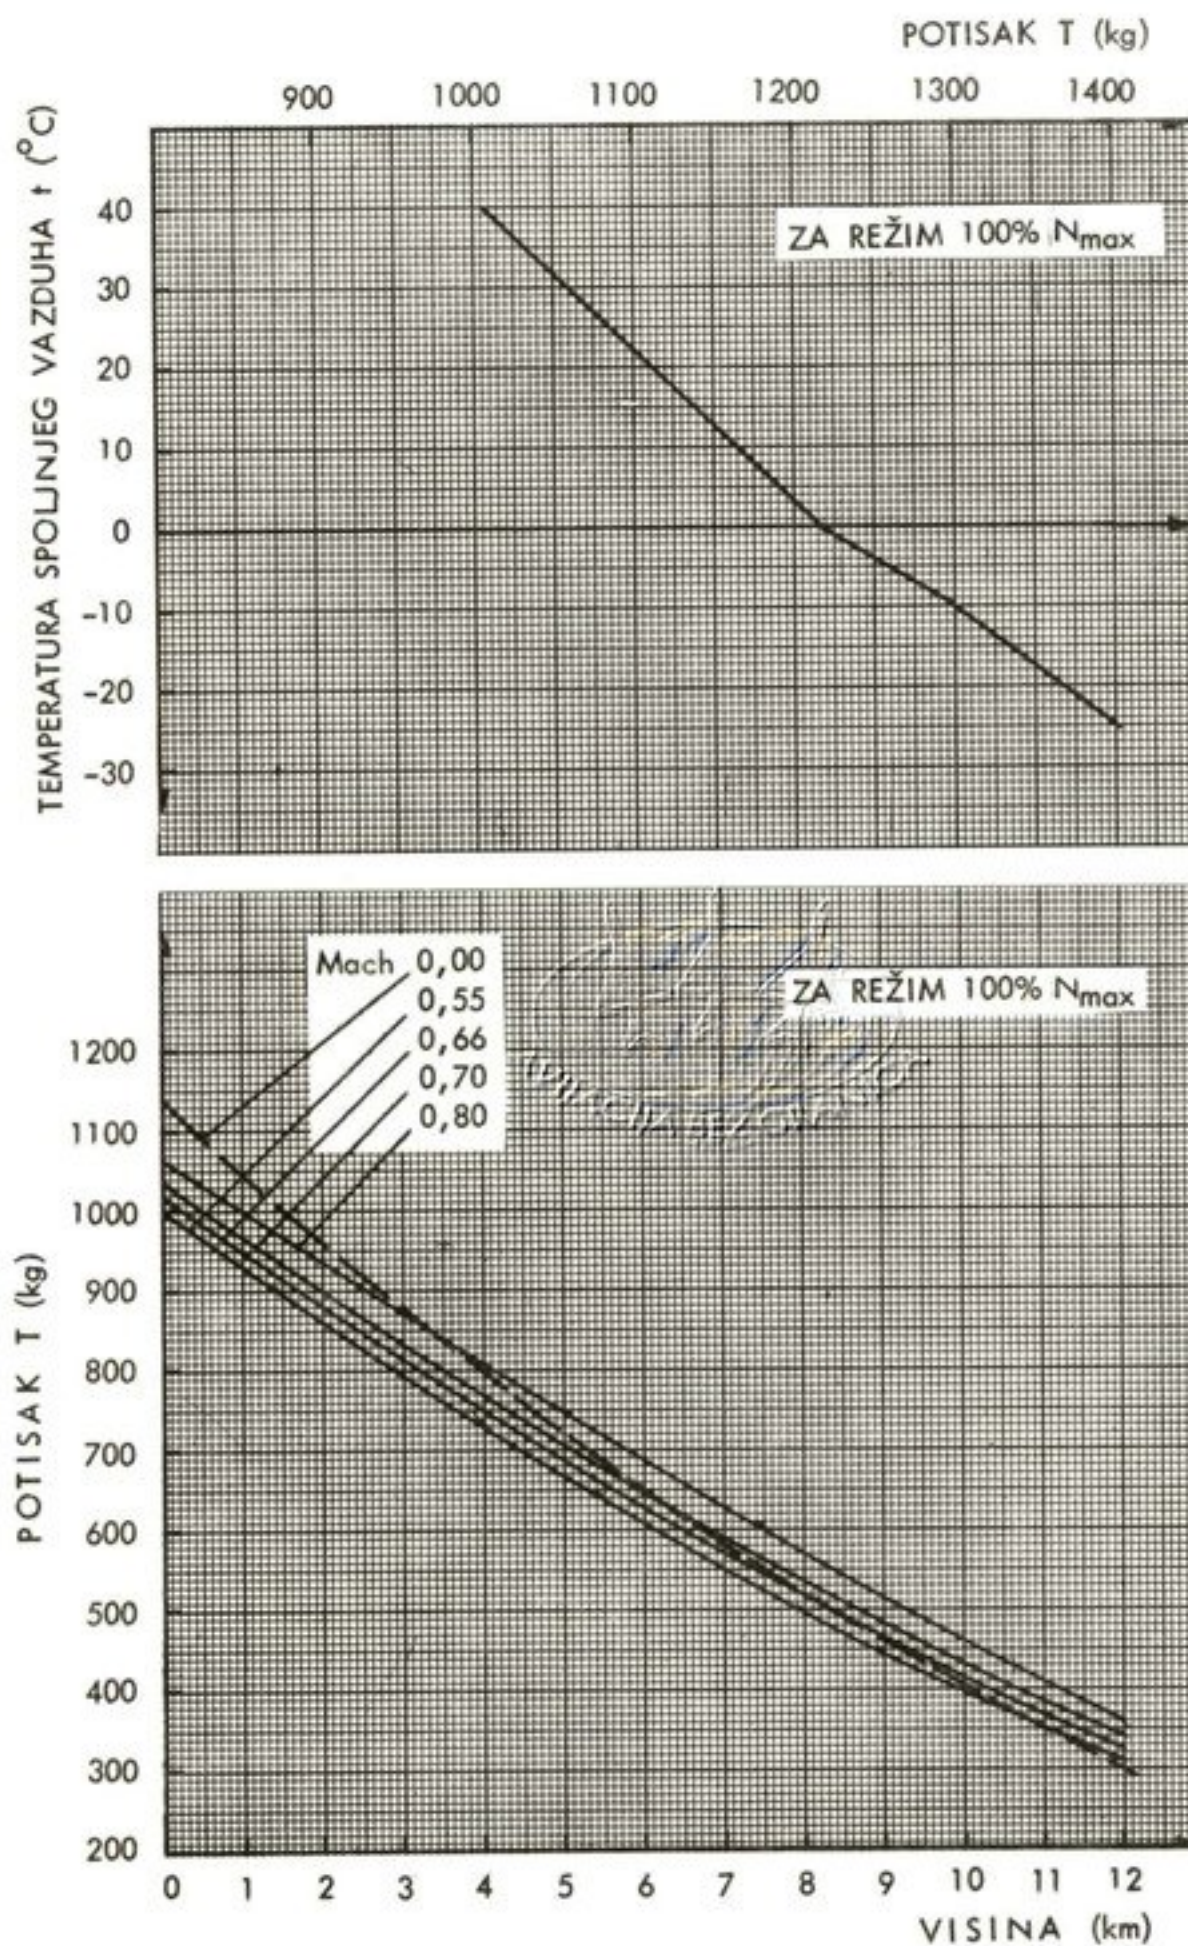 POTISAK T (kg)
900 1000 1100 1200 1300 1400
TEMPERATURA SPOLJNJEG VAZDUHA t (°C)
40
30
20
10
0
-10
-20
-30
ZA REŽIM 100% Nmax
Mach 0,00
0,55
0,66
0,70
0,80
ZA REŽIM 100% Nmax
POTISAK T (kg)
1200
1100
1000
900
800
700
600
500
400
300
200
0 1 2 3 4 5 6 7 8 9 10 11 12
VISINA (km)